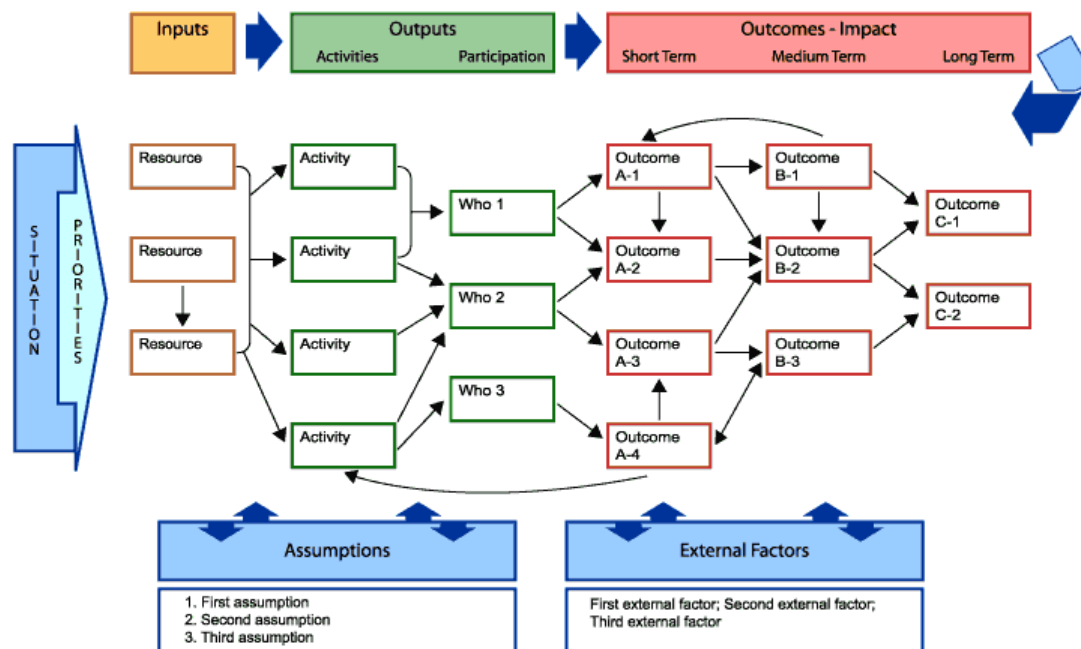 Inputs
Outputs
Activities
Participation
Outcomes - Impact
Short Term
Medium Term
Long Term
SITUATION
PRIORITIES
Resource
Resource
Resource
Activity
Activity
Activity
Activity
Who 1
Who 2
Who 3
Outcome
A-1
Outcome
A-2
Outcome
A-3
Outcome
A-4
Outcome
B-1
Outcome
B-2
Outcome
B-3
Outcome
C-1
Outcome
C-2
Assumptions
1. First assumption
2. Second assumption
3. Third assumption
External Factors
First external factor; Second external factor;
Third external factor